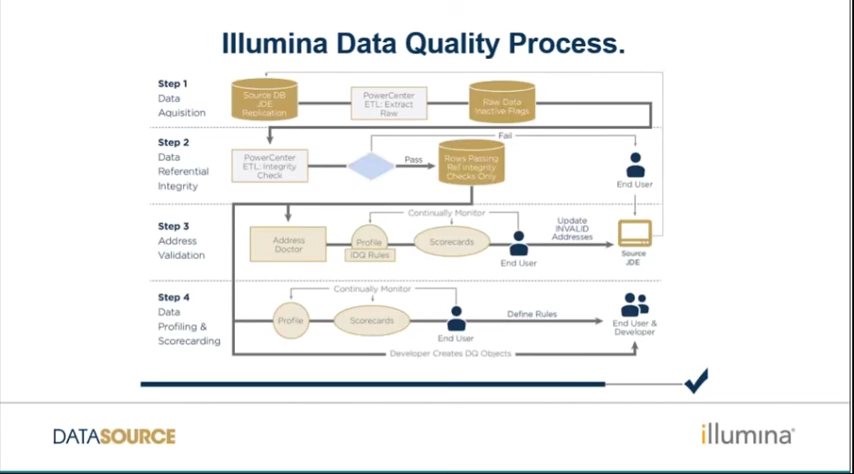 Illumina Data Quality Process.
Step 1
Data
Aquisition
Source DB
JDE
Replication
PowerCenter
ETL: Extract
Raw
Raw Data
Inactive Flags
Step 2
Data
Referential
Integrity
PowerCenter
ETL: Integrity
Check
Pass
Rows Passing
Ref Integrity
Checks Only
Fail
End User
Step 3
Address
Validation
Address
Doctor
Continually Monitor
Profile
IDQ Rules
Scorecards
End User
Update
INVALID
Addresses
Source
JDE
Step 4
Data
Profiling &
Scorecarding
Continually Monitor
Profile
Scorecards
End User
Define Rules
End User &
Developer
Developer Creates DQ Objects
DATASOURCE
illumina®